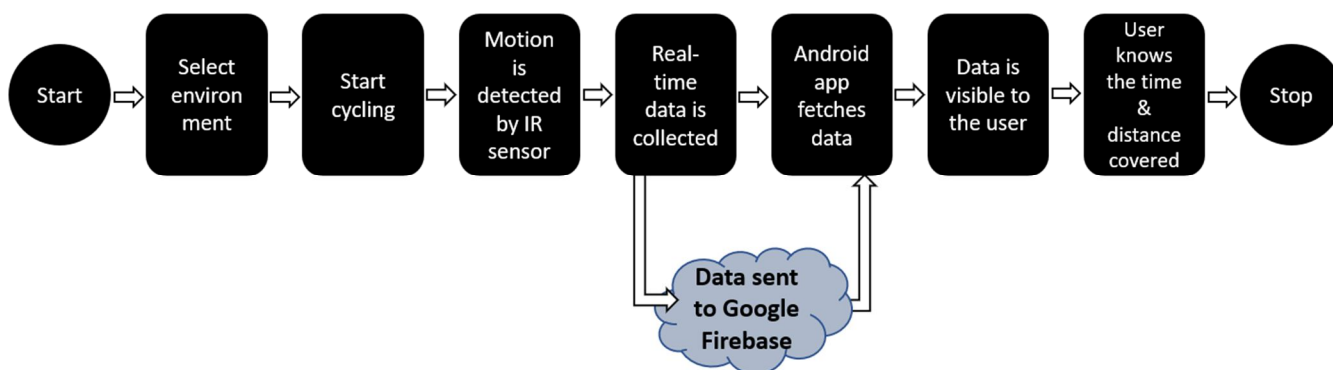 Start
Select
environ
ment
Start
cycling
Motion
is
detected
by IR
sensor
Real-
time
data is
collected
Android
app
fetches
data
Data is
visible to
the user
User
knows
the time
&
distance
covered
Stop
Data sent
to Google
Firebase